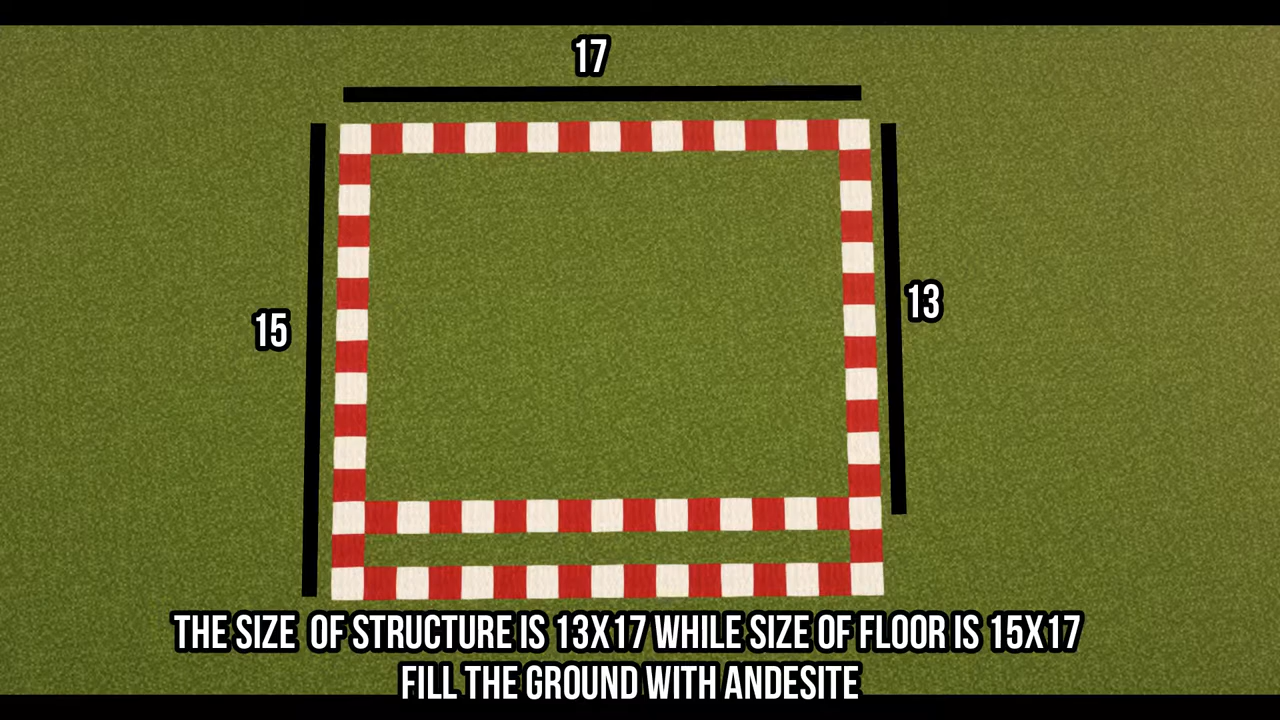 17
15
13
THE SIZE OF STRUCTURE IS 13X17 WHILE SIZE OF FLOOR IS 15X17
FILL THE GROUND WITH ANDESITE